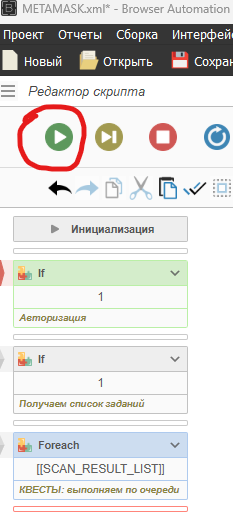 METAMASK.xml* - Browser Automation
Проект Отчеты Сборка Интерфей
Новый Открыть Сохран
Редактор скрипта
Инициализация
If
1
Авторизация
If
1
Получаем список заданий
Foreach
[[SCAN_RESULT_LIST]]
КВЕСТЫ: выполняем по очереди